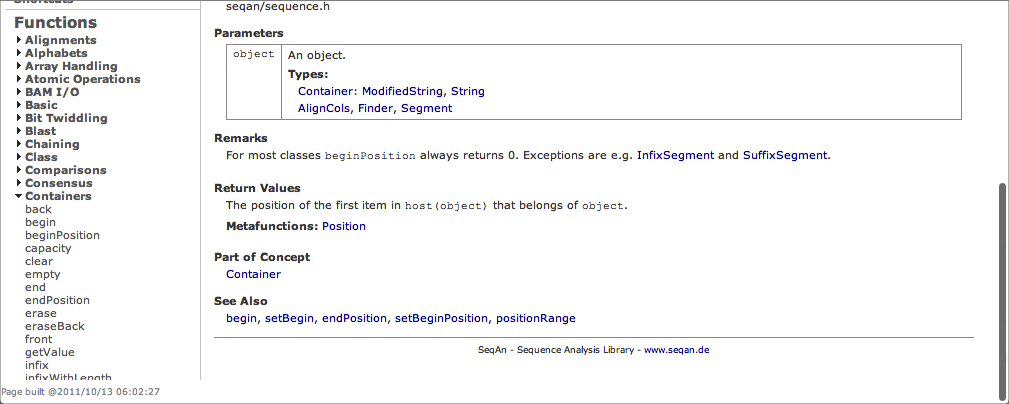 Shortcuts
Functions
Alignments
Alphabets
Array Handling
Atomic Operations
BAM I/O
Basic
Bit Twiddling
Blast
Chaining
Class
Comparisons
Consensus
Containers
back
begin
beginPosition
capacity
clear
empty
end
endPosition
erase
eraseBack
front
getValue
infix
infixWithLength
Page built @2011/10/13 06:02:27
seqan/sequence.h
Parameters
object
An object.
Types:
Container: ModifiedString, String
AlignCols, Finder, Segment
Remarks
For most classes beginPosition always returns 0. Exceptions are e.g. InfixSegment and SuffixSegment.
Return Values
The position of the first item in host(object) that belongs of object.
Metafunctions: Position
Part of Concept
Container
See Also
begin, setBegin, endPosition, setBeginPosition, positionRange
SeqAn - Sequence Analysis Library - www.seqan.de